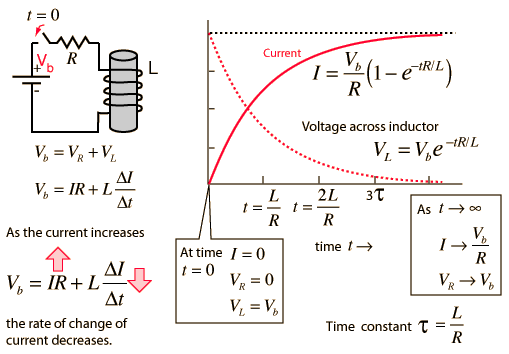 t=0
R
V_b
+
-
L
V_b = V_R + V_L
V_b = IR + L ΔI/Δt
As the current increases
V_b = IR + L ΔI/Δt
the rate of change of
current decreases.
Current
I = V_b/R (1 - e^{-tR/L})
Voltage across inductor
V_L = V_b e^{-tR/L}
t = L/R t = 2L/R 3τ
time t →
At time I = 0
t = 0
V_R = 0
V_L = V_b
As t → ∞
I → V_b/R
V_R → V_b
Time constant τ = L/R